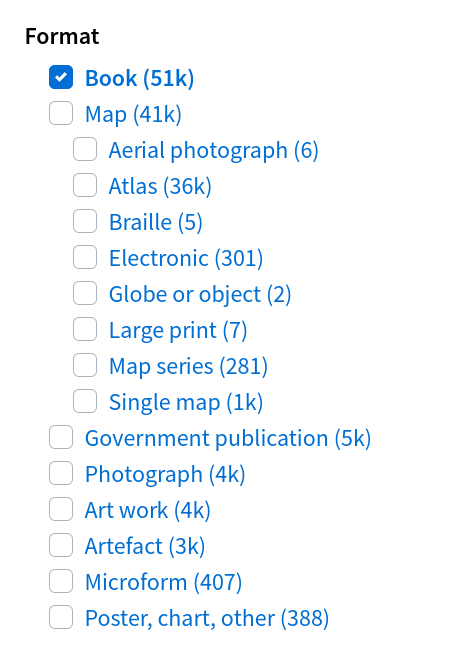 Format
Book (51k)
Map (41k)
Aerial photograph (6)
Atlas (36k)
Braille (5)
Electronic (301)
Globe or object (2)
Large print (7)
Map series (281)
Single map (1k)
Government publication (5k)
Photograph (4k)
Art work (4k)
Artefact (3k)
Microform (407)
Poster, chart, other (388)